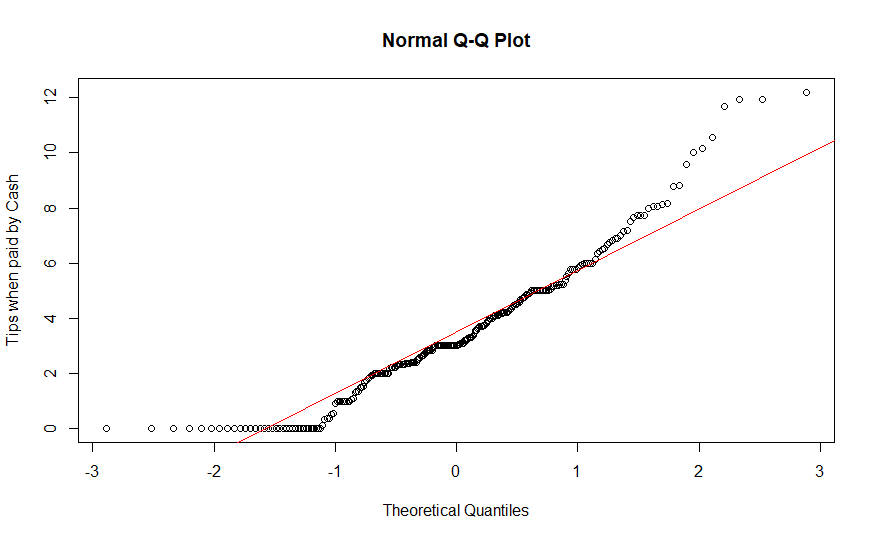 Normal Q-Q Plot
12
10
8
6
4
2
0
Tips when paid by Cash
-3 -2 -1 0 1 2 3
Theoretical Quantiles